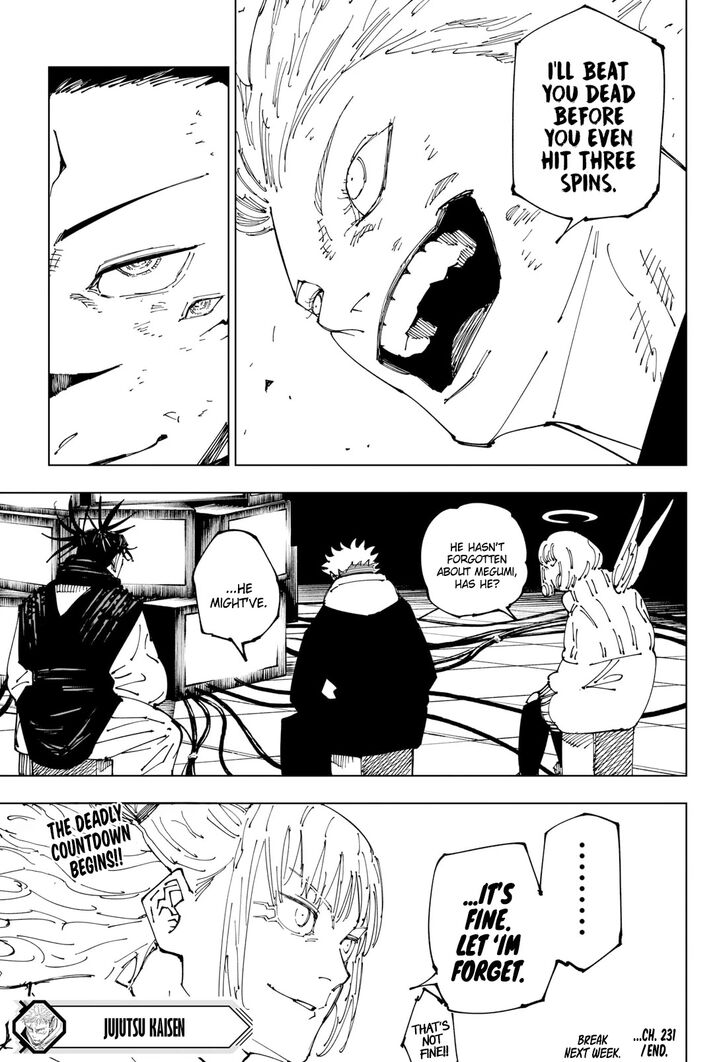 I'LL BEAT
YOU DEAD
BEFORE
YOU EVEN
HIT THREE
SPINS.
HE HASN'T
FORGOTTEN
ABOUT MEGUMI,
HAS HE?
...HE
MIGHT'VE.
........
...IT'S
FINE.
LET 'IM
FORGET.
THE DEADLY
COUNTDOWN
BEGINS!!
THAT'S
NOT
FINE!!
JUJUTSU KAISEN
BREAK
NEXT WEEK.
...CH. 231
/END.